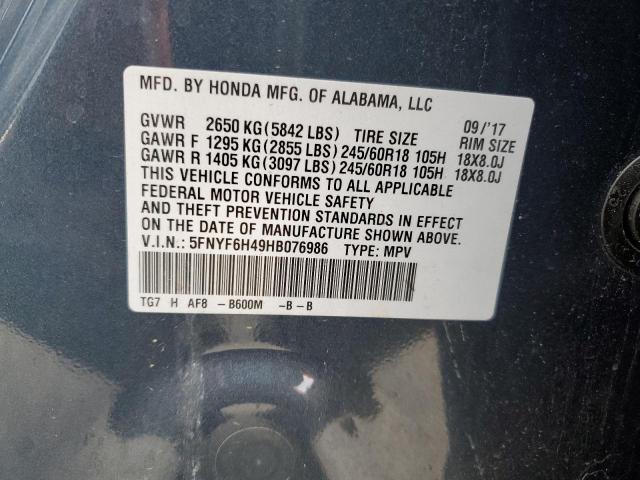 MFD. BY HONDA MFG. OF ALABAMA, LLC
09/'17
GVWR 2650 KG (5842 LBS) TIRE SIZE RIM SIZE
GAWR F 1295 KG (2855 LBS) 245/60R18 105H 18X8.0J
GAWR R 1405 KG (3097 LBS) 245/60R18 105H 18X8.0J
THIS VEHICLE CONFORMS TO ALL APPLICABLE
FEDERAL MOTOR VEHICLE SAFETY
AND THEFT PREVENTION STANDARDS IN EFFECT
ON THE DATE OF MANUFACTURE SHOWN ABOVE.
V.I.N.: 5FNYF6H49HB076986 TYPE: MPV
TG7 H AF8 - B600M - B - B